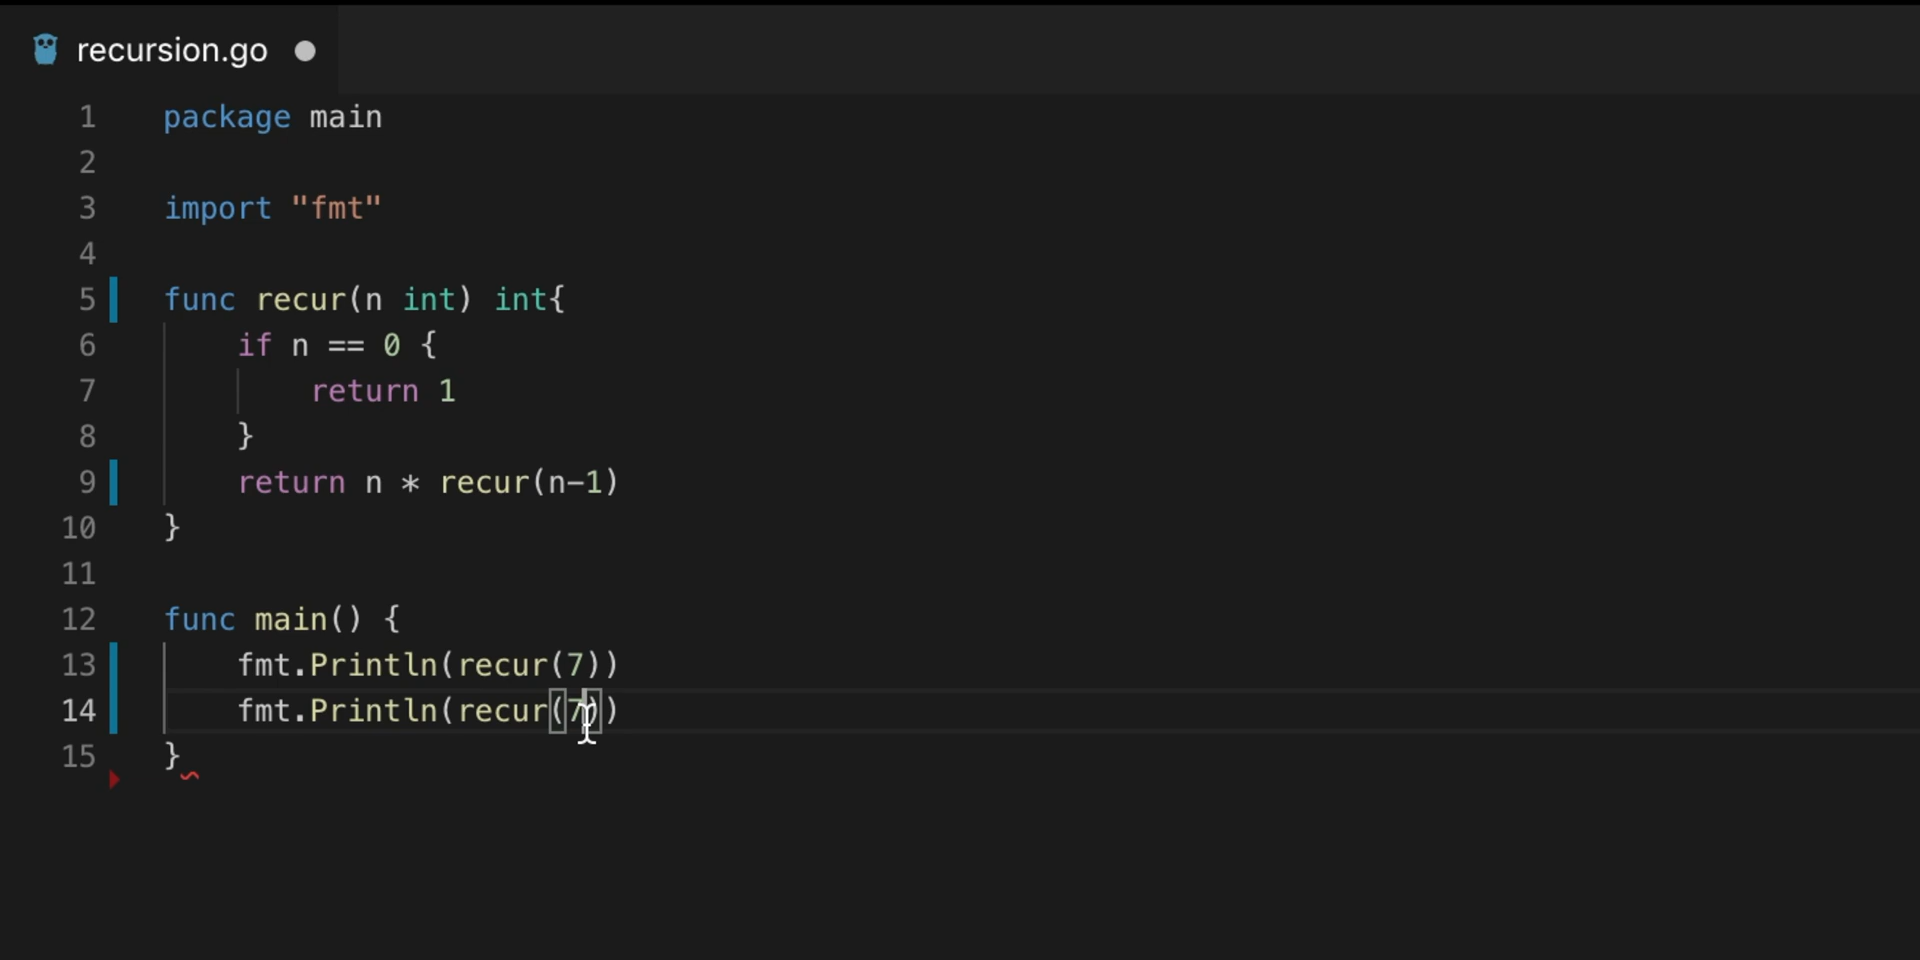 recursion.go
1 package main
2
3 import "fmt"
4
5 func recur(n int) int{
6     if n == 0 {
7         return 1
8     }
9     return n * recur(n-1)
10 }
11
12 func main() {
13     fmt.Println(recur(7))
14     fmt.Println(recur(7))
15 }